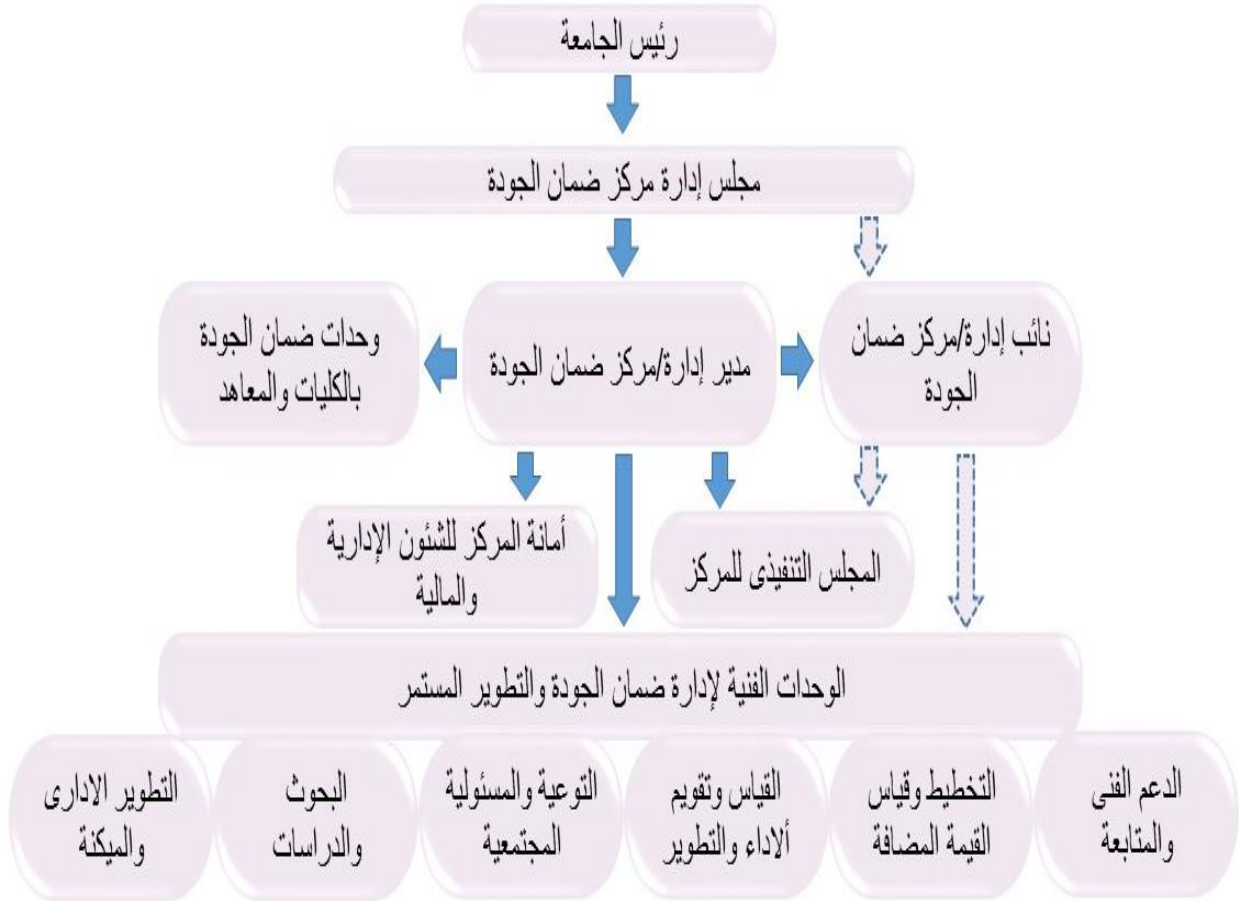 رئيس الجامعة
مجلس إدارة مركز ضمان الجودة
نائب إدارة/مركز ضمان
الجودة
مدير إدارة/مركز ضمان الجودة
وحدات ضمان الجودة
بالكليات والمعاهد
المجلس التنفيذى للمركز
أمانة المركز للشئون الإدارية
والمالية
الوحدات الفنية لإدارة ضمان الجودة والتطوير المستمر
الدعم الفنى
والمتابعة
التخطيط وقياس
القيمة المضافة
القياس وتقويم
ألاداء والتطوير
التوعية والمسئولية
المجتمعية
البحوث
والدراسات
التطوير الادارى
والميكنة